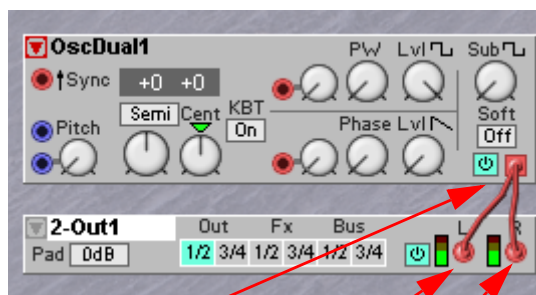 OscDual1 PW Lvl Sub
Sync +0 +0
Semi Cent KBT Soft
Pitch On Phase Lvl Off
2-Out1 Out Fx Bus L R
Pad 0dB 1/2 3/4 1/2 3/4 1/2 3/4